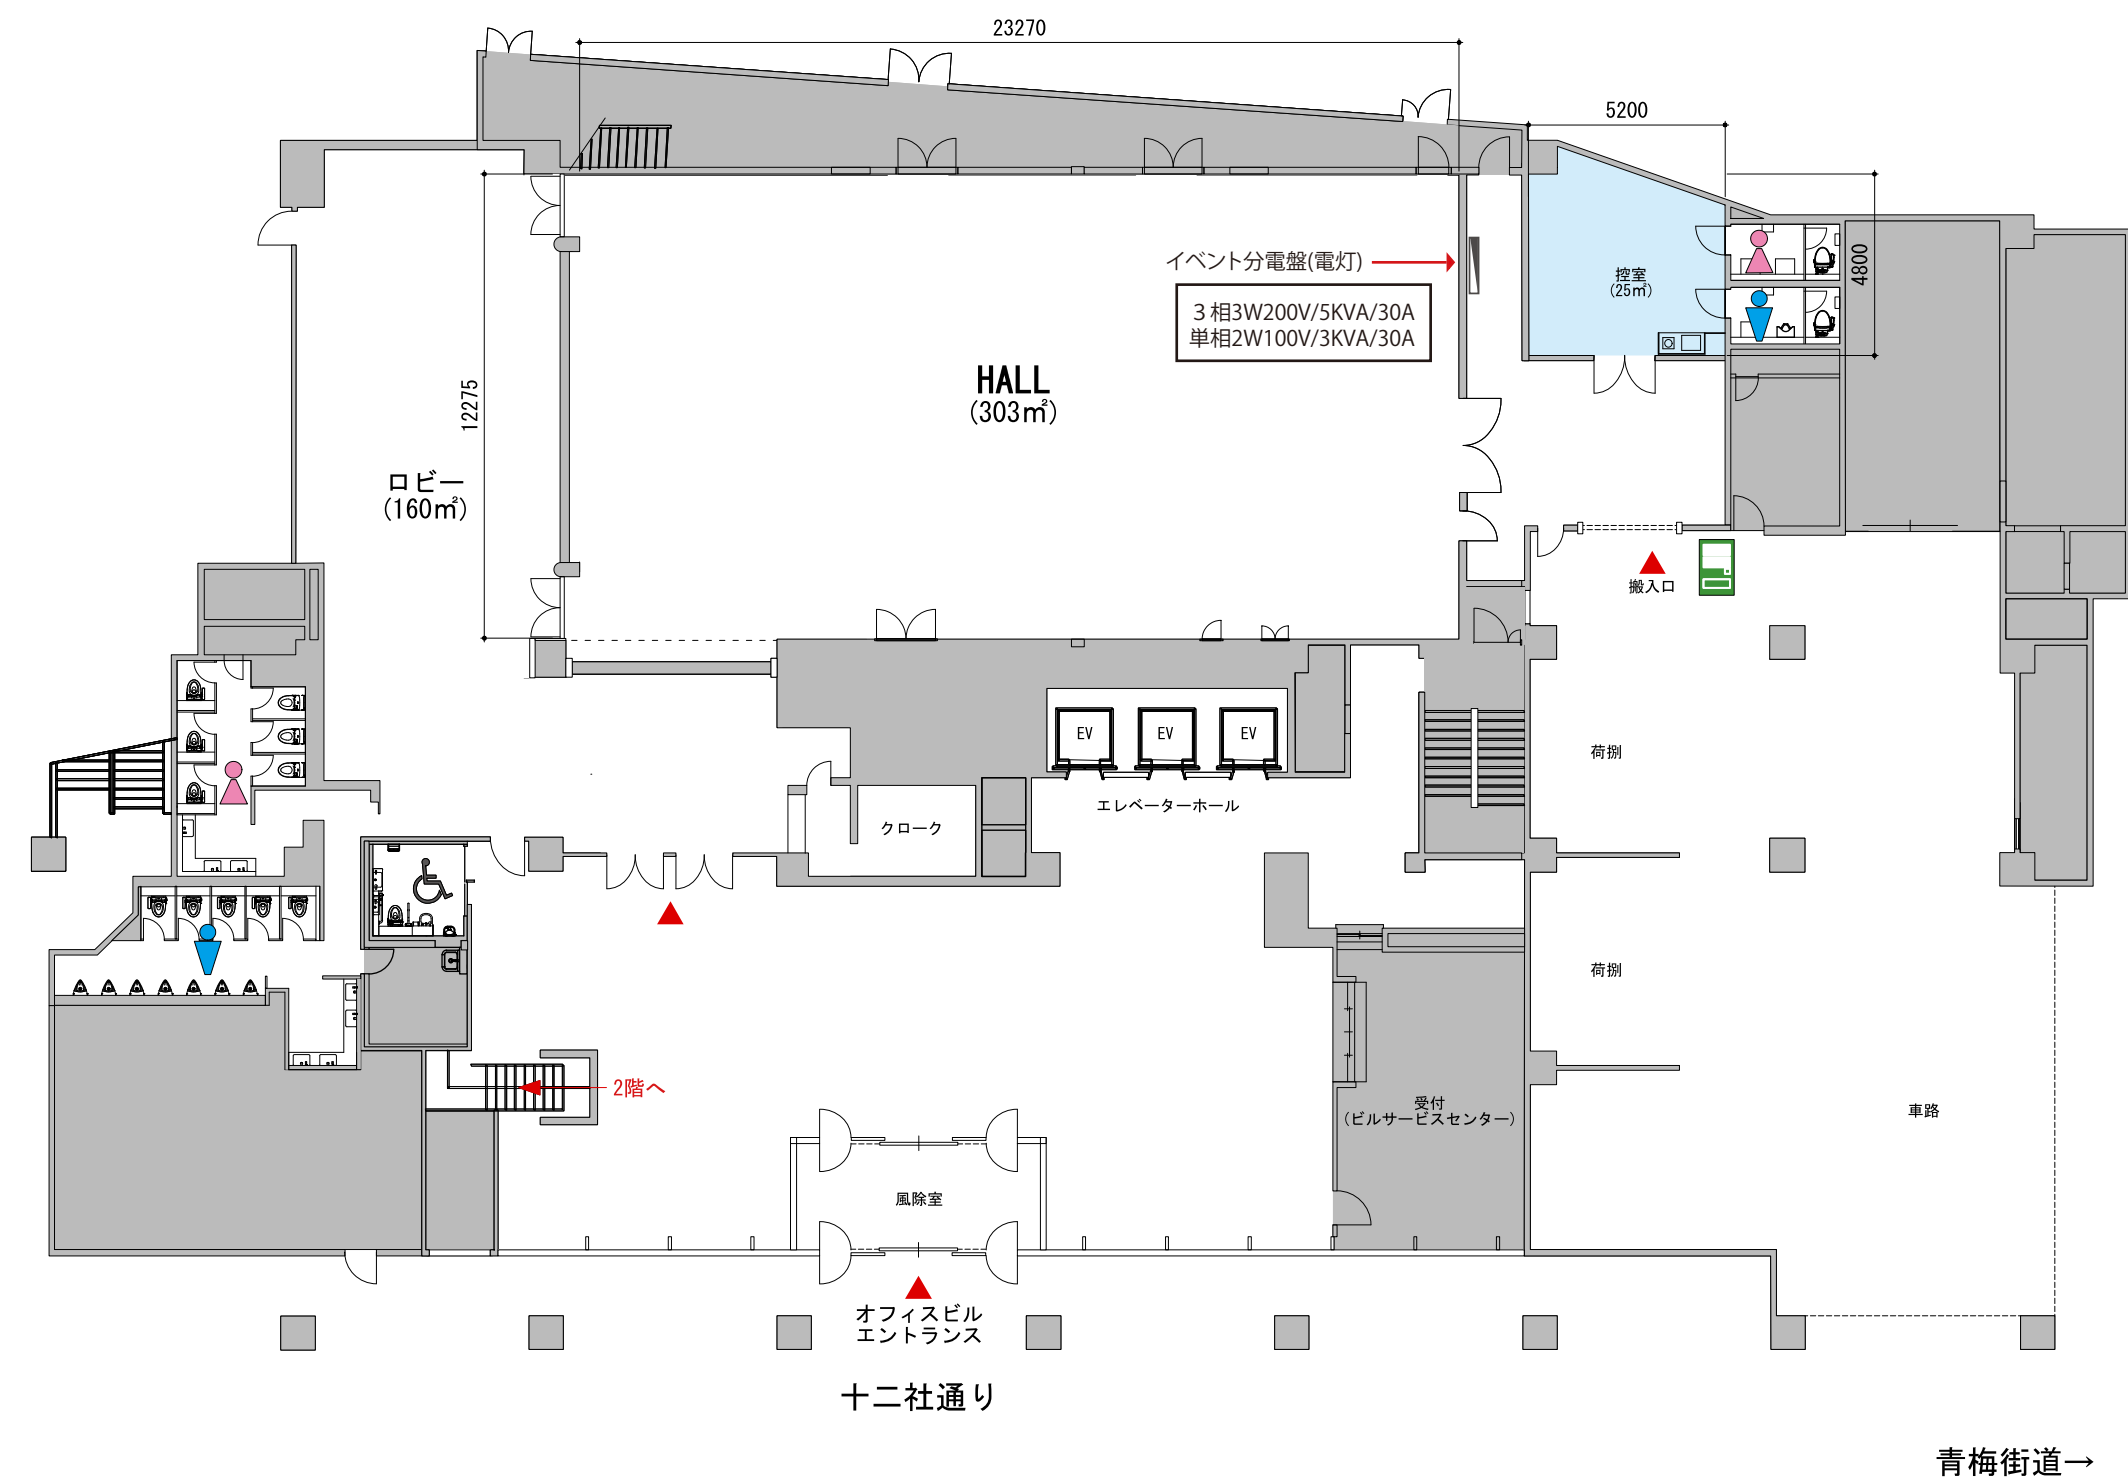 23270
5200
イベント分電盤(電灯)
3相3W200V/5KVA/30A
単相2W100V/3KVA/30A
控室
(25㎡)
4800
HALL
(303㎡)
12275
ロビー
(160㎡)
搬入口
EV
EV
EV
エレベーターホール
クローク
荷捌
荷捌
2階へ
受付
(ビルサービスセンター)
車路
風除室
オフィスビル
エントランス
十二社通り
青梅街道→